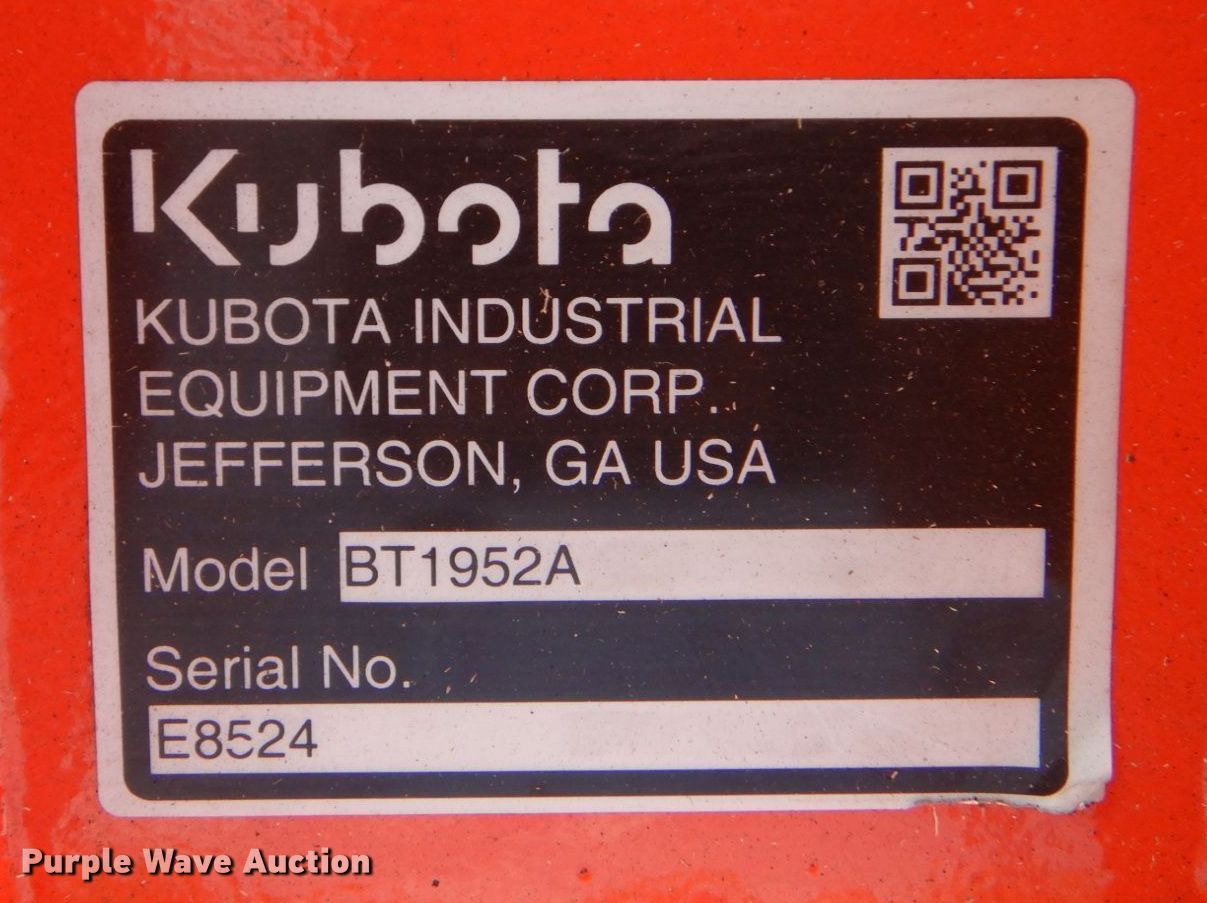 Kubota
KUBOTA INDUSTRIAL
EQUIPMENT CORP.
JEFFERSON, GA USA
Model BT1952A
Serial No.
E8524
Purple Wave Auction